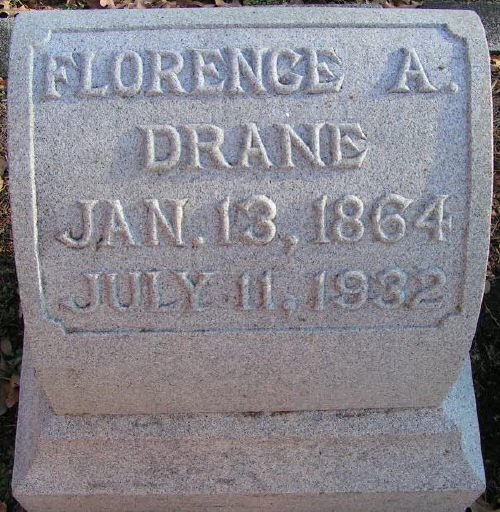 FLORENCE A.
DRANE
JAN. 13, 1864
JULY 11, 1932